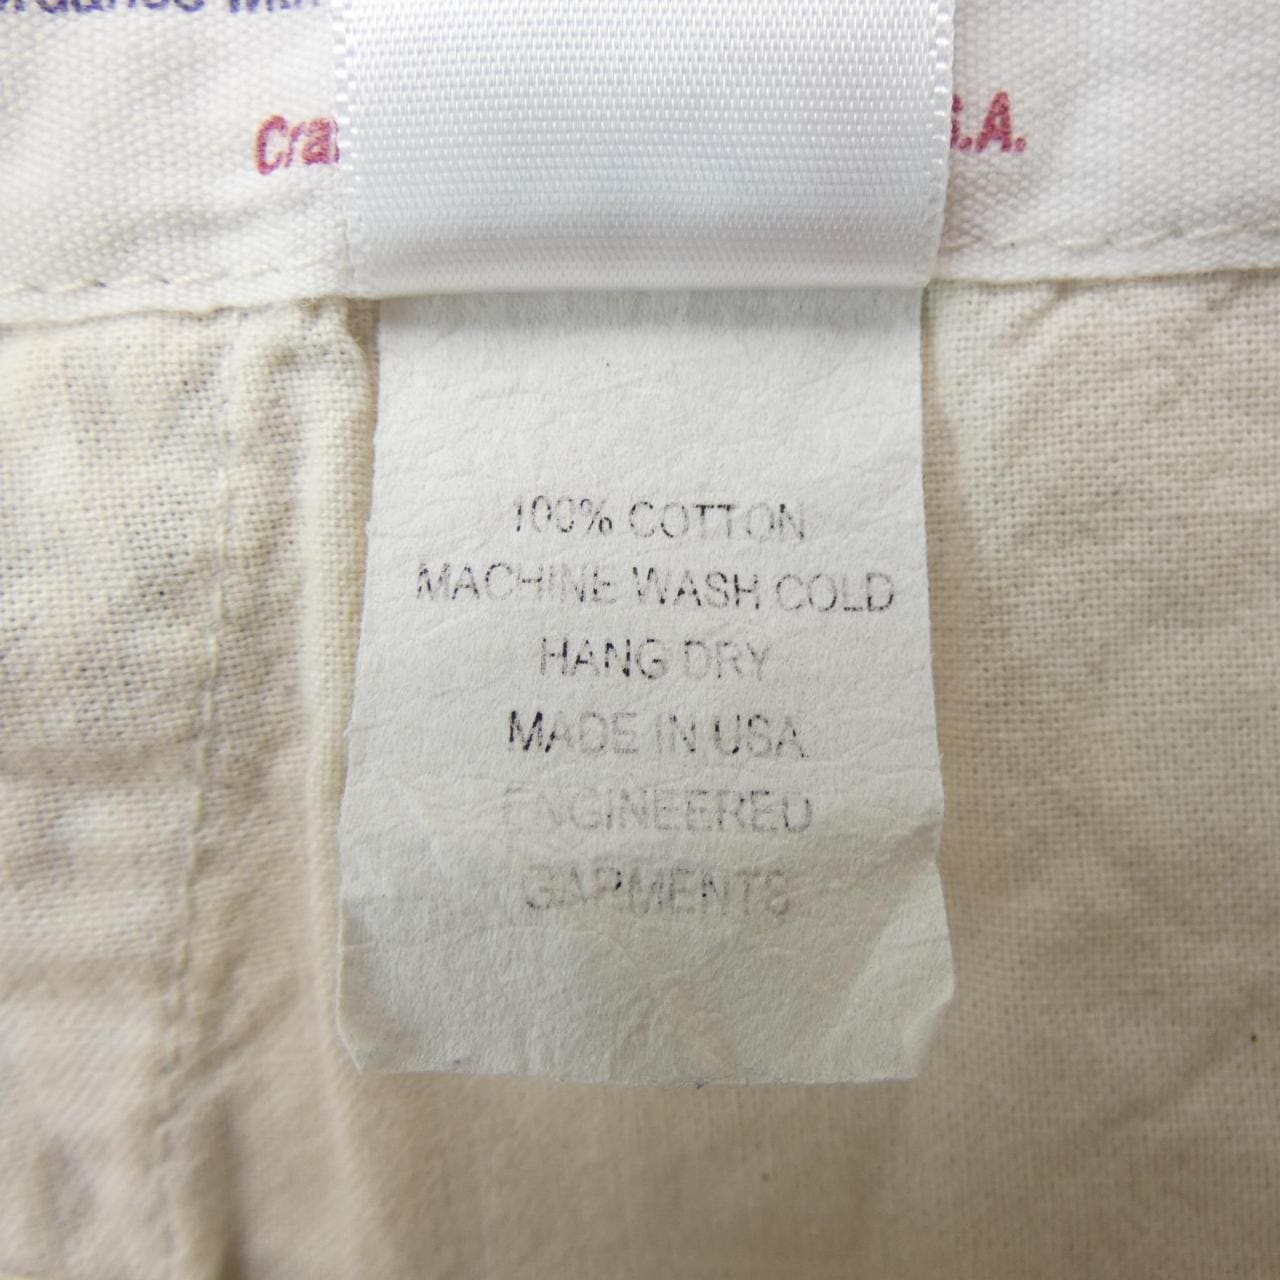 100% COTTON
MACHINE WASH COLD
HANG DRY
MADE IN USA
ENGINEERED
GARMENTS